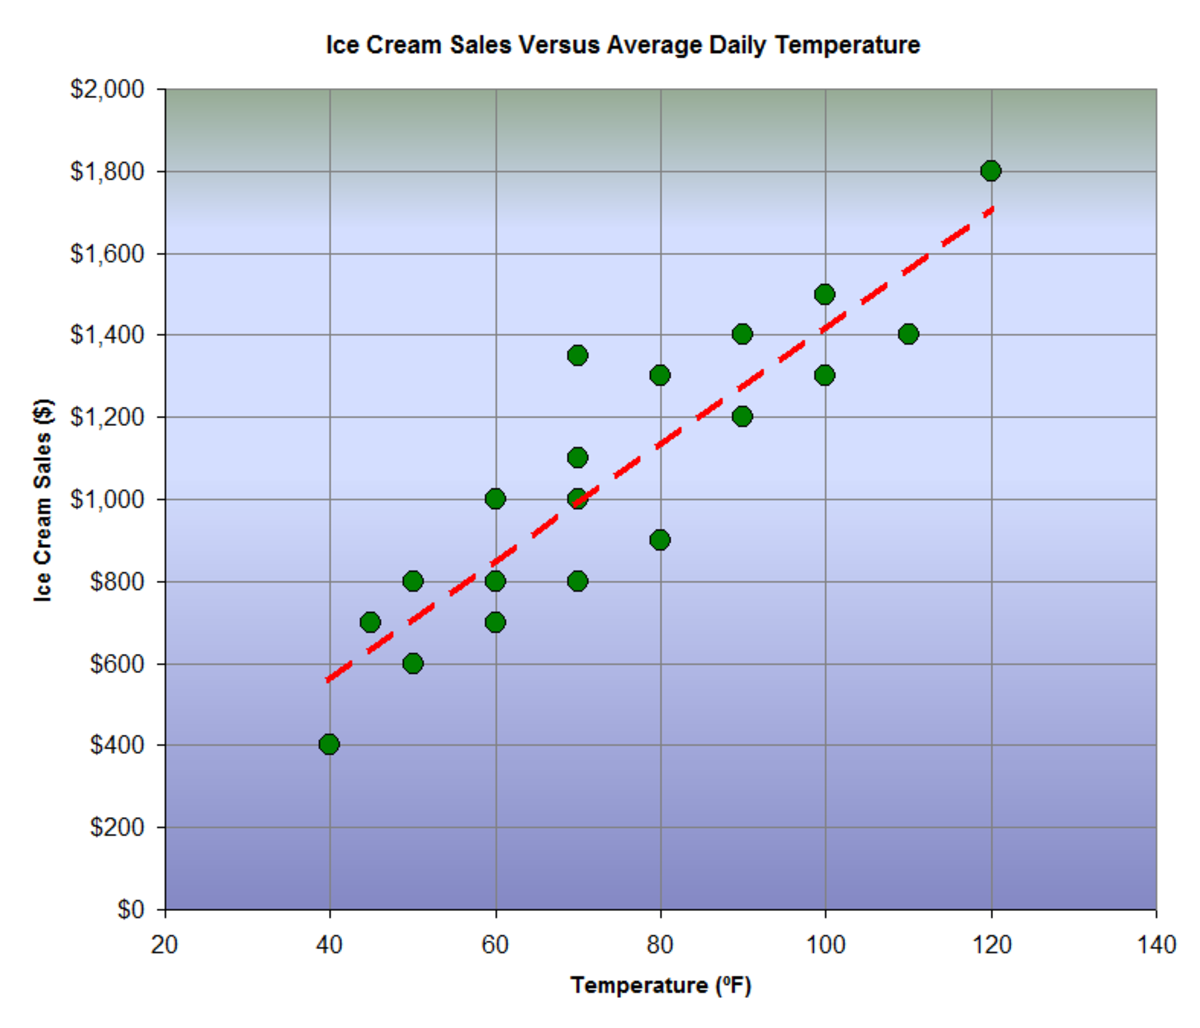 Ice Cream Sales Versus Average Daily Temperature
$2,000
$1,800
$1,600
$1,400
$1,200
$1,000
$800
$600
$400
$200
$0
Ice Cream Sales ($)
20 40 60 80 100 120 140
Temperature (ºF)